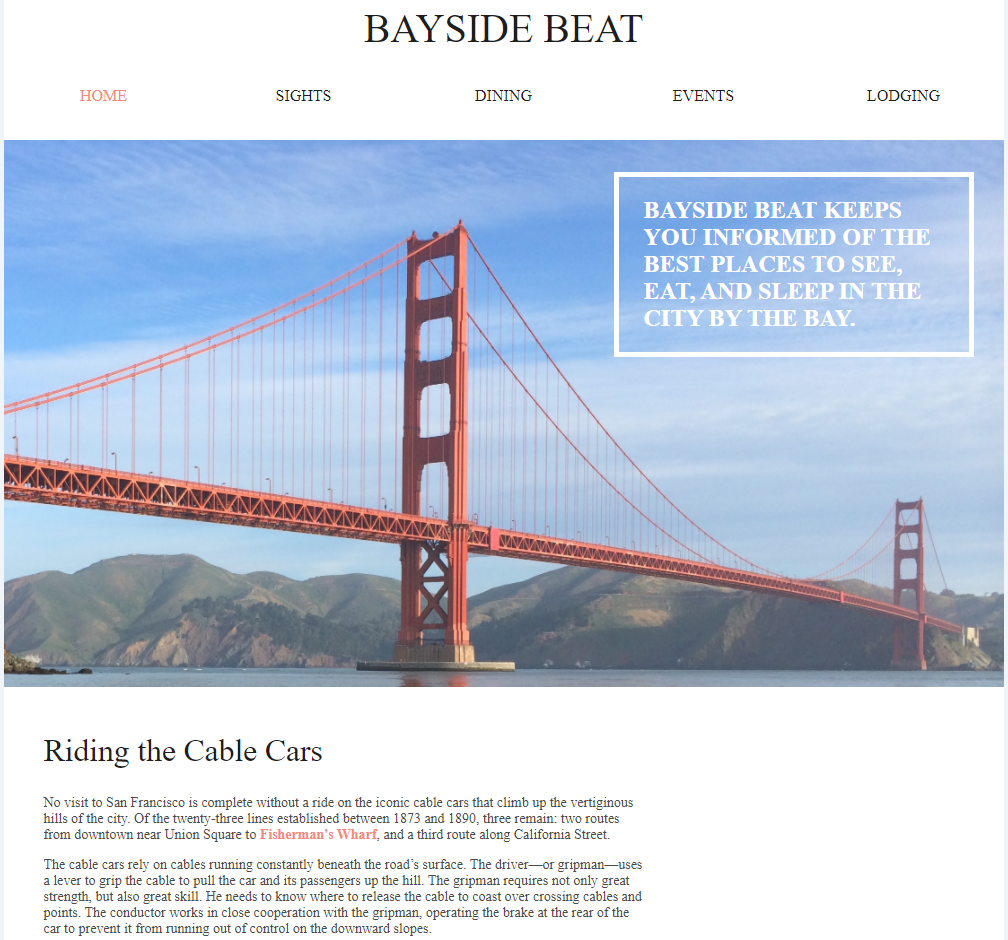 BAYSIDE BEAT
HOME SIGHTS DINING EVENTS LODGING
BAYSIDE BEAT KEEPS
YOU INFORMED OF THE
BEST PLACES TO SEE,
EAT, AND SLEEP IN THE
CITY BY THE BAY.
Riding the Cable Cars
No visit to San Francisco is complete without a ride on the iconic cable cars that climb up the vertiginous
hills of the city. Of the twenty-three lines established between 1873 and 1890, three remain: two routes
from downtown near Union Square to Fisherman's Wharf, and a third route along California Street.
The cable cars rely on cables running constantly beneath the road’s surface. The driver—or gripman—uses
a lever to grip the cable to pull the car and its passengers up the hill. The gripman requires not only great
strength, but also great skill. He needs to know where to release the cable to coast over crossing cables and
points. The conductor works in close cooperation with the gripman, operating the brake at the rear of the
car to prevent it from running out of control on the downward slopes.